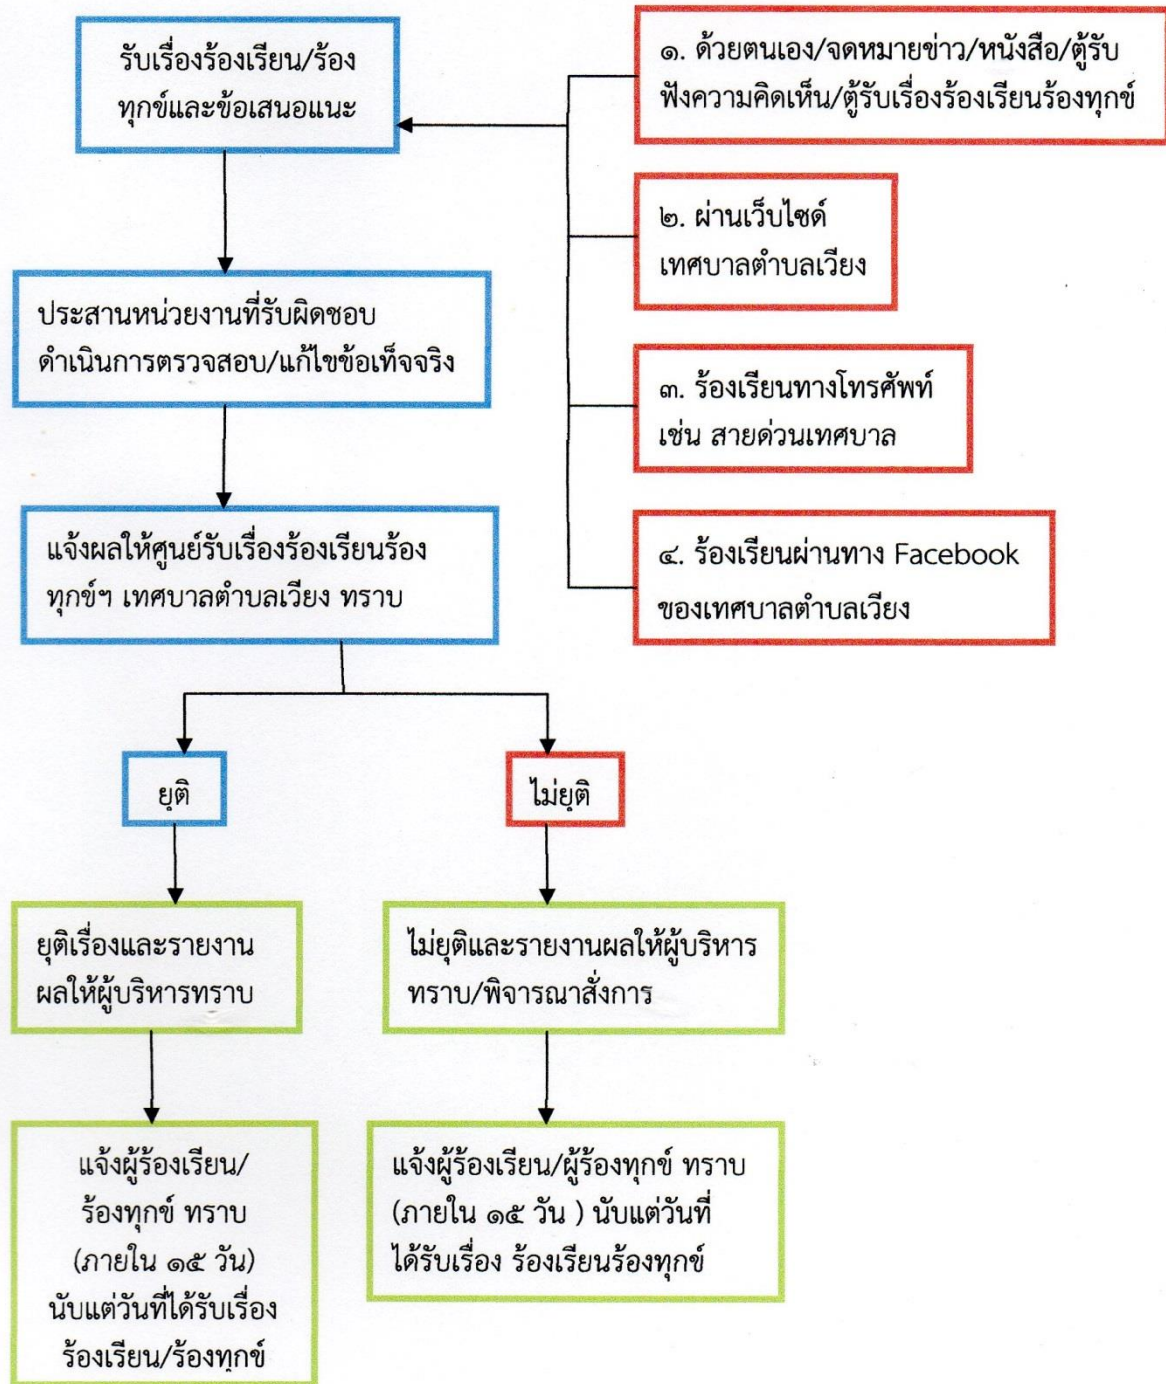 รับเรื่องร้องเรียน/ร้อง
ทุกข์และข้อเสนอแนะ
๑. ด้วยตนเอง/จดหมายข่าว/หนังสือ/ตู้รับ
ฟังความคิดเห็น/ตู้รับเรื่องร้องเรียนร้องทุกข์
๒. ผ่านเว็บไซด์
เทศบาลตำบลเวียง
๓. ร้องเรียนทางโทรศัพท์
เช่น สายด่วนเทศบาล
๔. ร้องเรียนผ่านทาง Facebook
ของเทศบาลตำบลเวียง
ประสานหน่วยงานที่รับผิดชอบ
ดำเนินการตรวจสอบ/แก้ไขข้อเท็จจริง
แจ้งผลให้ศูนย์รับเรื่องร้องเรียนร้อง
ทุกข์ฯ เทศบาลตำบลเวียง ทราบ
ยุติ
ไม่ยุติ
ยุติเรื่องและรายงาน
ผลให้ผู้บริหารทราบ
ไม่ยุติและรายงานผลให้ผู้บริหาร
ทราบ/พิจารณาสั่งการ
แจ้งผู้ร้องเรียน/
ร้องทุกข์ ทราบ
(ภายใน ๑๕ วัน)
นับแต่วันที่ได้รับเรื่อง
ร้องเรียน/ร้องทุกข์
แจ้งผู้ร้องเรียน/ผู้ร้องทุกข์ ทราบ
(ภายใน ๑๕ วัน ) นับแต่วันที่
ได้รับเรื่อง ร้องเรียนร้องทุกข์